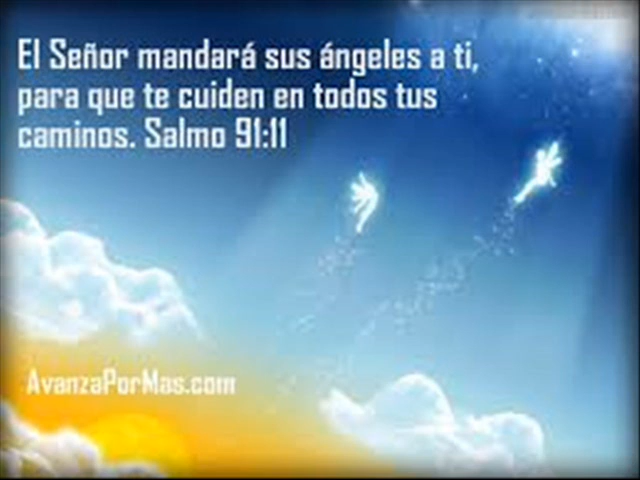 El Señor mandará sus ángeles a ti,
para que te cuiden en todos tus
caminos. Salmo 91:11
AvanzaPorMas.com